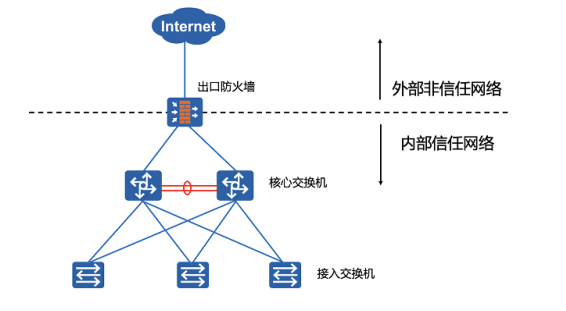 Internet
出口防火墙
外部非信任网络
内部信任网络
核心交换机
接入交换机